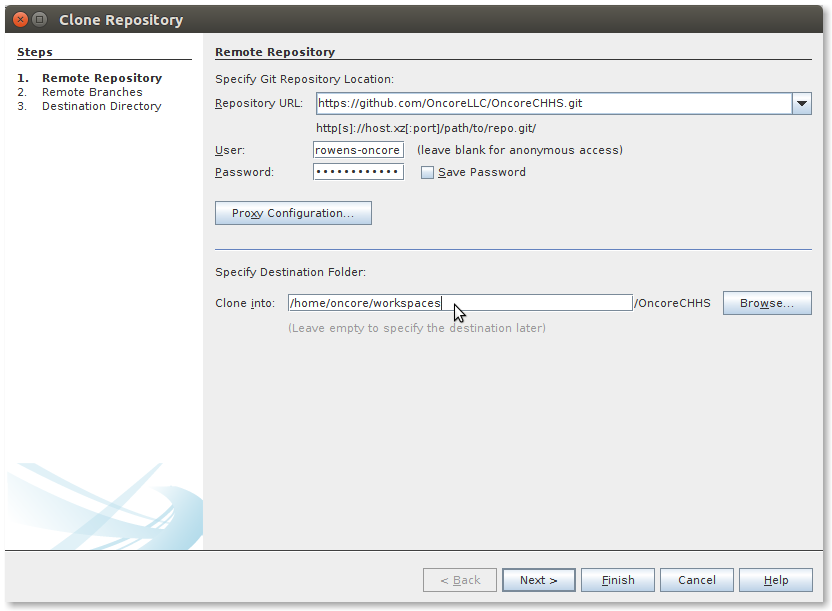 Clone Repository
Steps
1. Remote Repository
2. Remote Branches
3. Destination Directory
Remote Repository
Specify Git Repository Location:
Repository URL: https://github.com/OncoreLLC/OncoreCHHS.git
http[s]://host.xz[:port]/path/to/repo.git/
User: rowens-oncore (leave blank for anonymous access)
Password: •••••••••••• Save Password
Proxy Configuration...
Specify Destination Folder:
Clone into: /home/oncore/workspaces /OncoreCHHS Browse...
(Leave empty to specify the destination later)
< Back Next > Finish Cancel Help